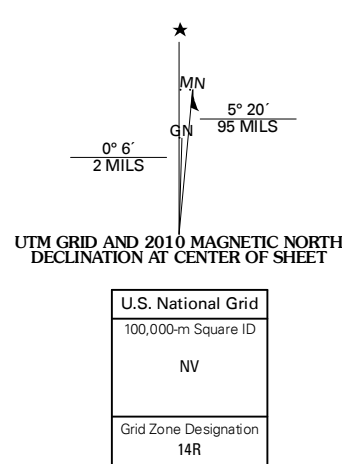 ★
MN
5° 20´
95 MILS
GN
0° 6´
2 MILS
UTM GRID AND 2010 MAGNETIC NORTH
DECLINATION AT CENTER OF SHEET
U.S. National Grid
100,000-m Square ID
NV
Grid Zone Designation
14R